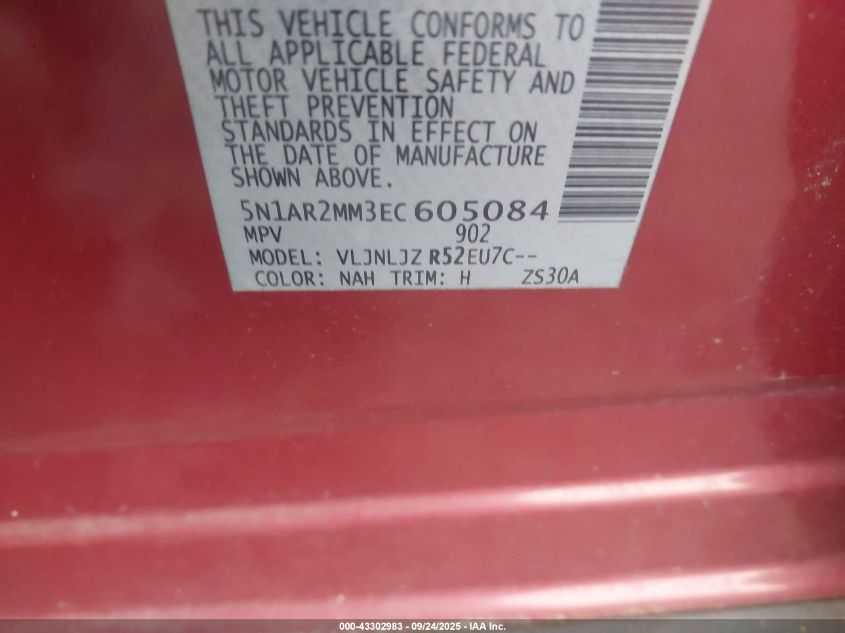 THIS VEHICLE CONFORMS TO
ALL APPLICABLE FEDERAL
MOTOR VEHICLE SAFETY AND
THEFT PREVENTION
STANDARDS IN EFFECT ON
THE DATE OF MANUFACTURE
SHOWN ABOVE.
5N1AR2MM3EC605084
MPV 902
MODEL: VLJNLJZ R52EU7C--
COLOR: NAH TRIM: H ZS30A
000-43302983 - 09/24/2025 - IAA Inc.